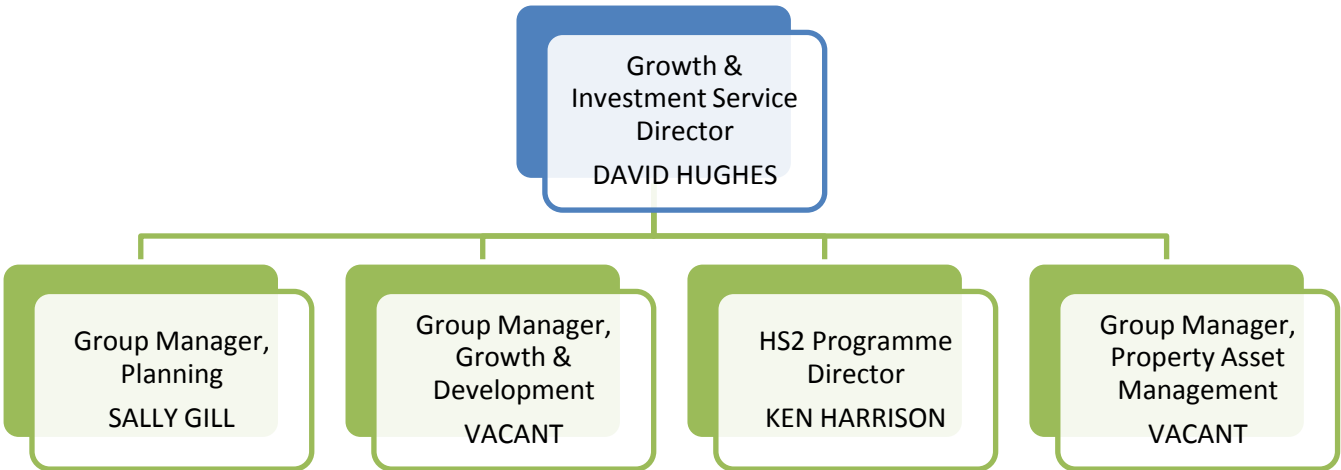 Growth &
Investment Service
Director
DAVID HUGHES
Group Manager,
Planning
SALLY GILL
Group Manager,
Growth &
Development
VACANT
HS2 Programme
Director
KEN HARRISON
Group Manager,
Property Asset
Management
VACANT